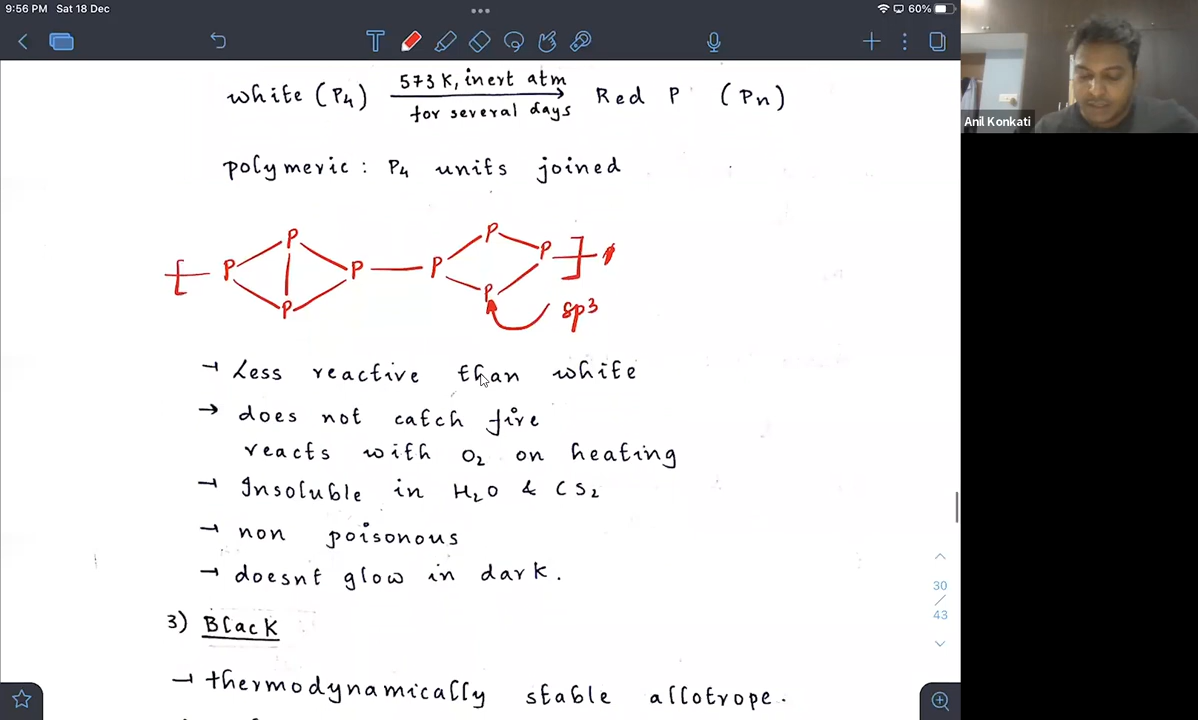 9:56 PM Sat 18 Dec
60%
Anil Konkati
573 K, inert atm
white (P4) Red P (Pn)
for several days
polymeric: P4 units joined
P P
P P P P
P P
sp3
Less reactive than white
→ does not catch fire
reacts with O2 on heating
→ Insoluble in H2O & CS2
→ non poisonous
→ doesnt glow in dark.
30
/
43
3) Black
→ thermodynamically stable allotrope.